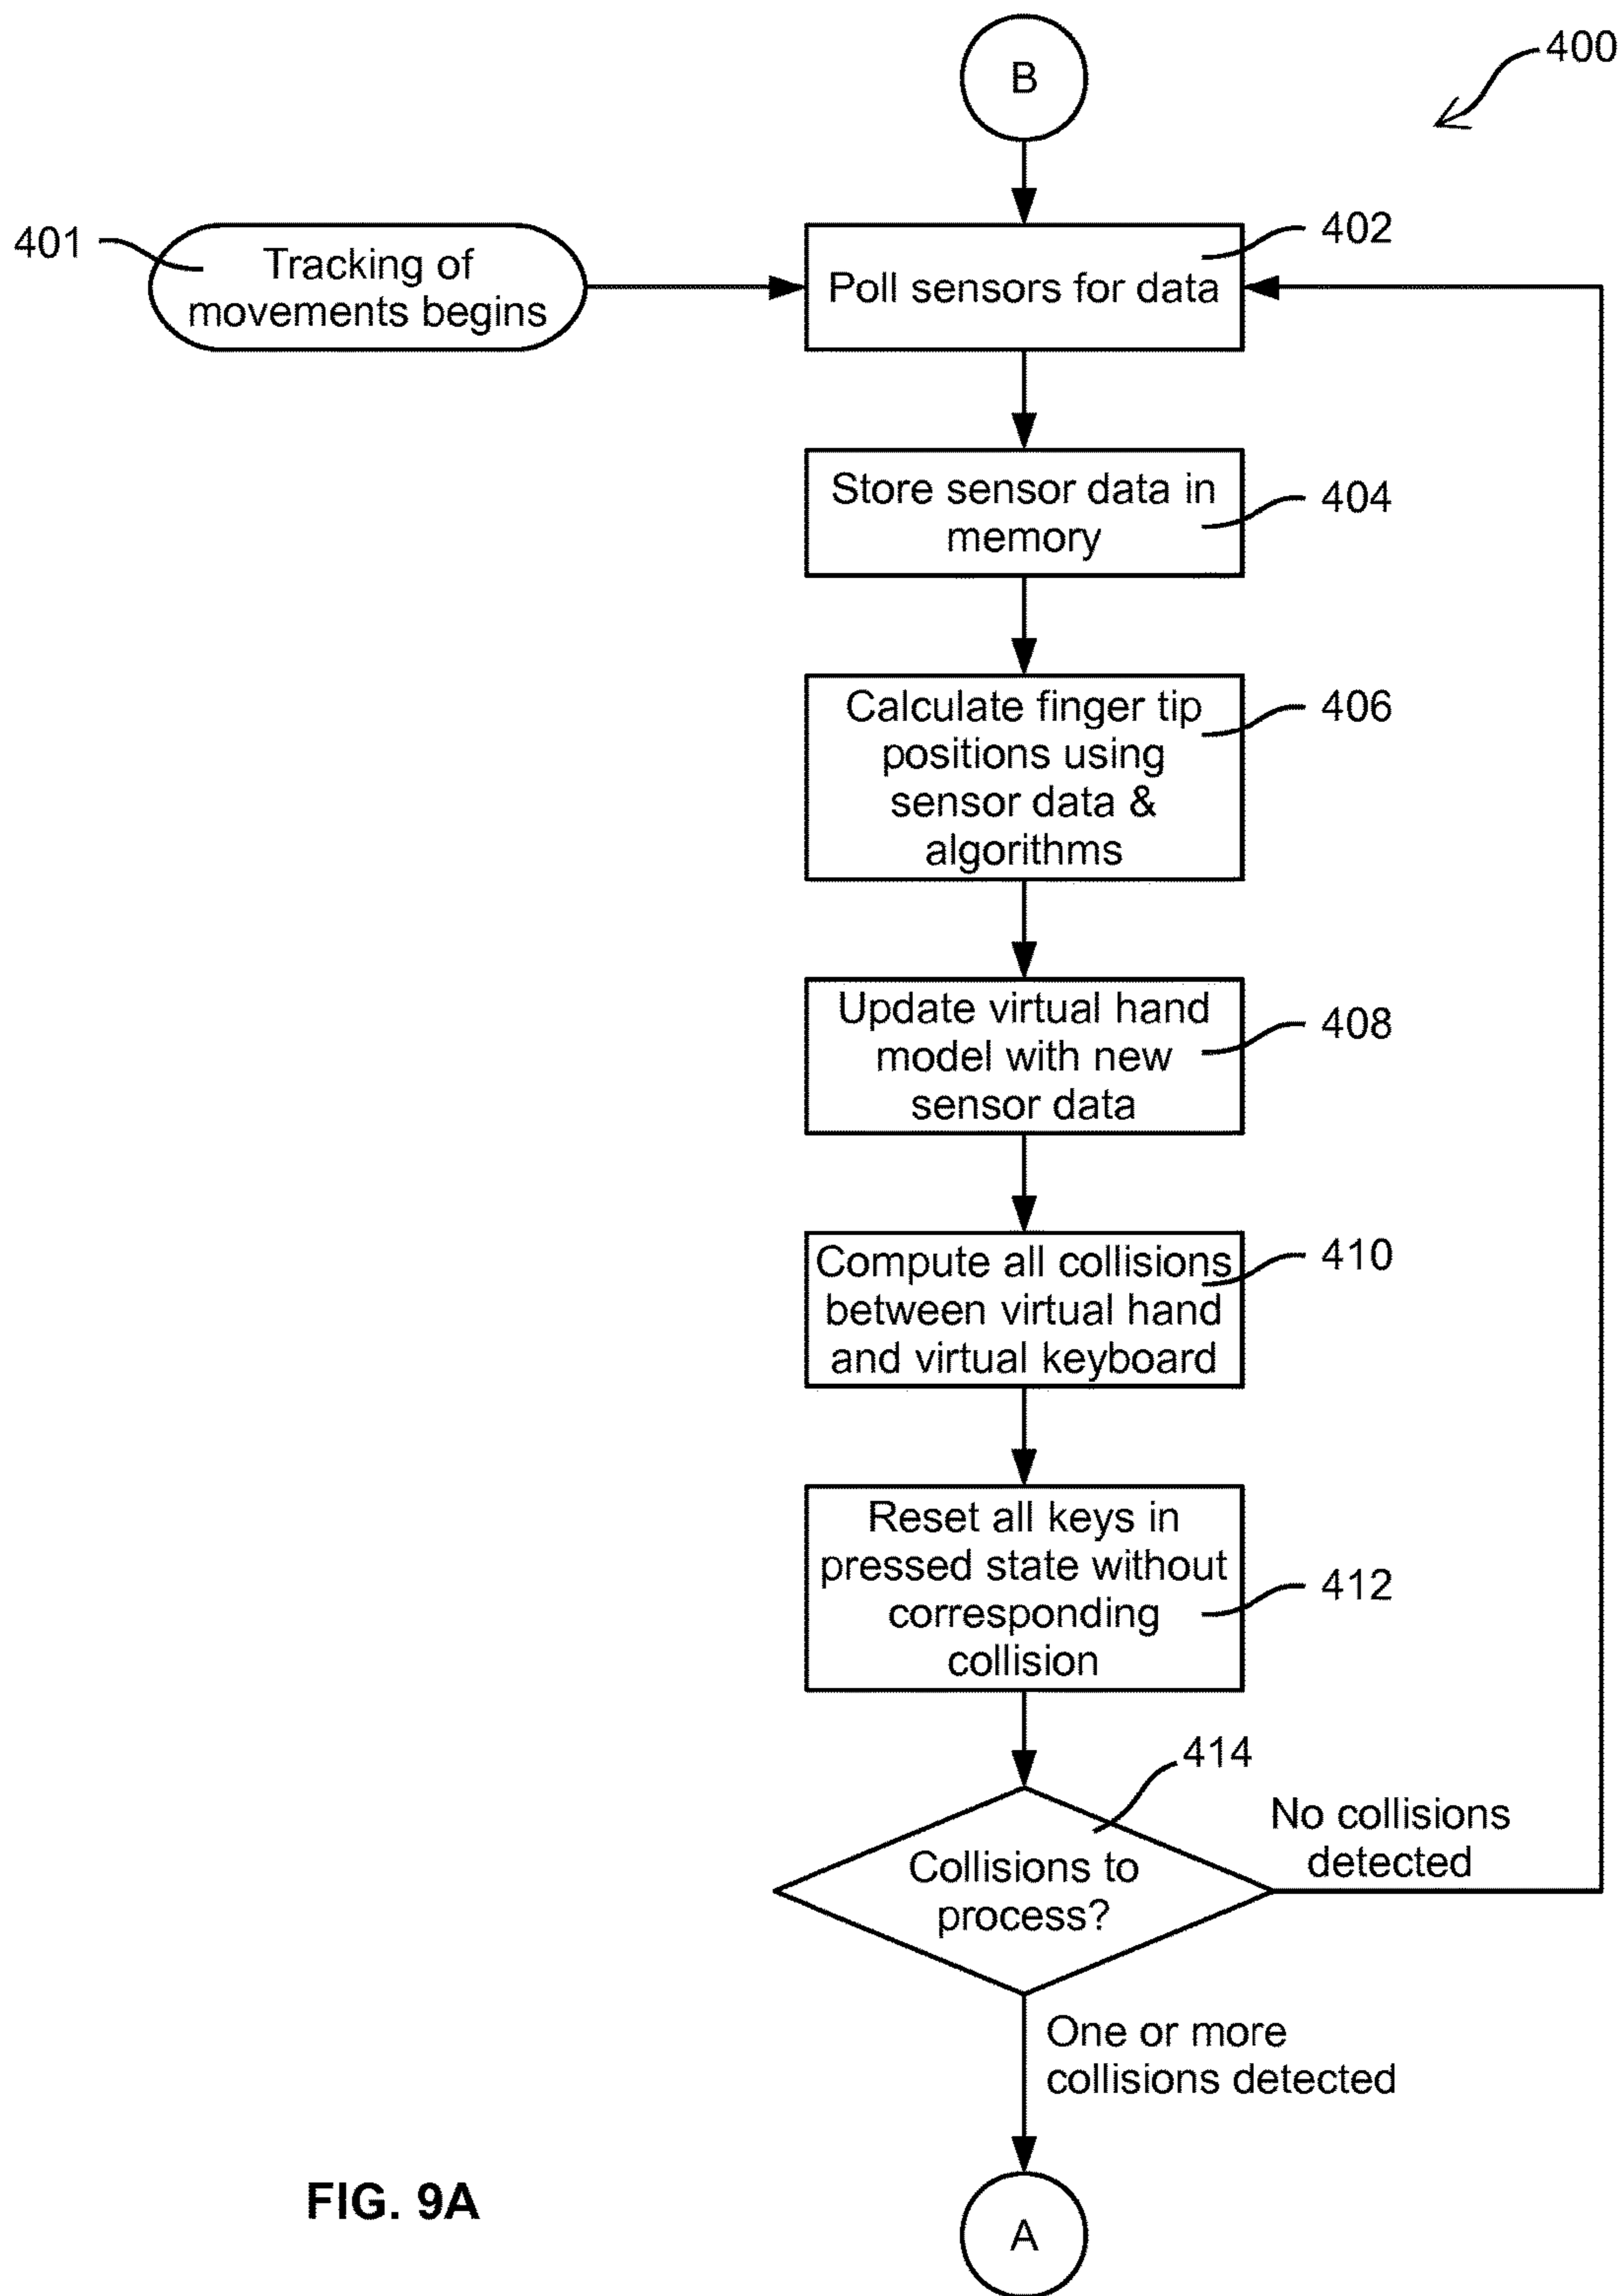 B
400
401
Tracking of
movements begins
402
Poll sensors for data
Store sensor data in
memory
404
Calculate finger tip
positions using
sensor data &
algorithms
406
Update virtual hand
model with new
sensor data
408
Compute all collisions
between virtual hand
and virtual keyboard
410
Reset all keys in
pressed state without
corresponding
collision
412
414
Collisions to
process?
No collisions
detected
One or more
collisions detected
FIG. 9A
A